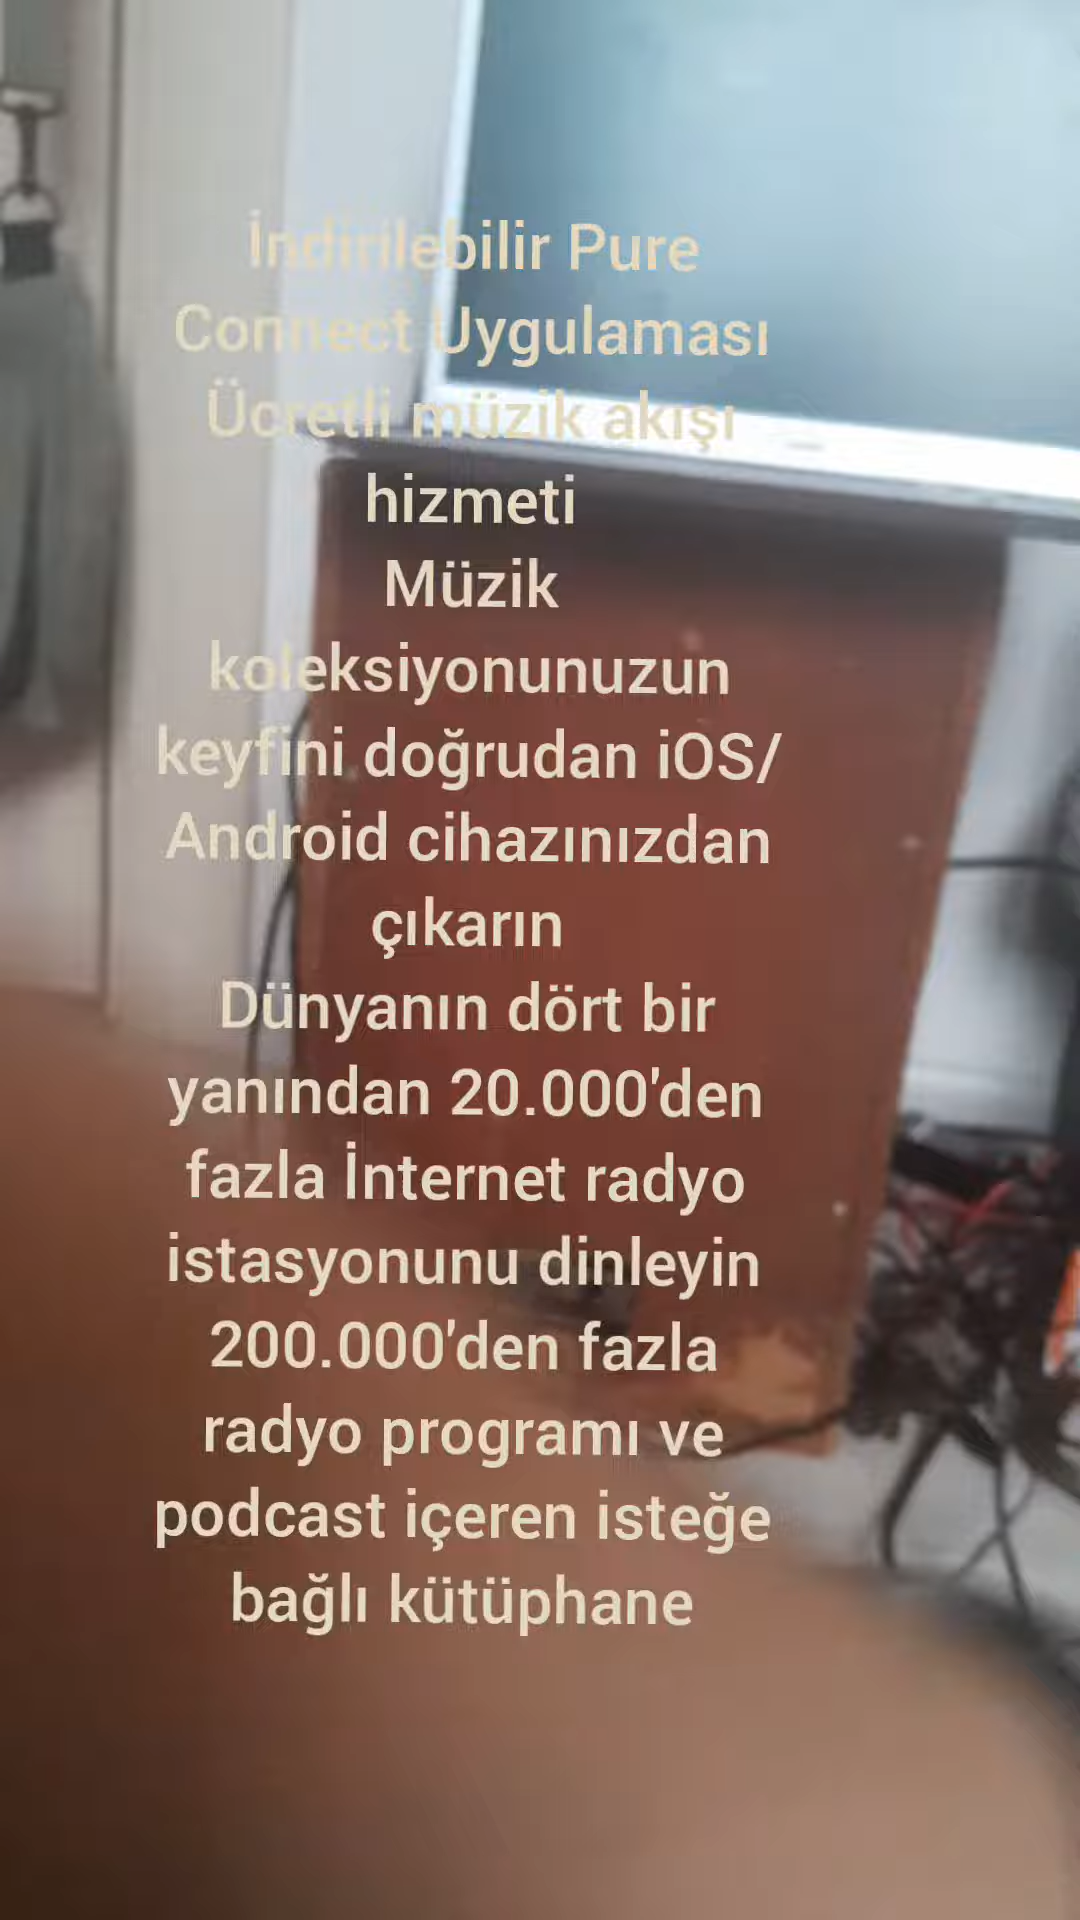 İndirilebilir Pure
Connect Uygulaması
Ücretli müzik akışı
hizmeti
Müzik
koleksiyonunuzun
keyfini doğrudan iOS/
Android cihazınızdan
çıkarın
Dünyanın dört bir
yanından 20.000'den
fazla İnternet radyo
istasyonunu dinleyin
200.000'den fazla
radyo programı ve
podcast içeren isteğe
bağlı kütüphane